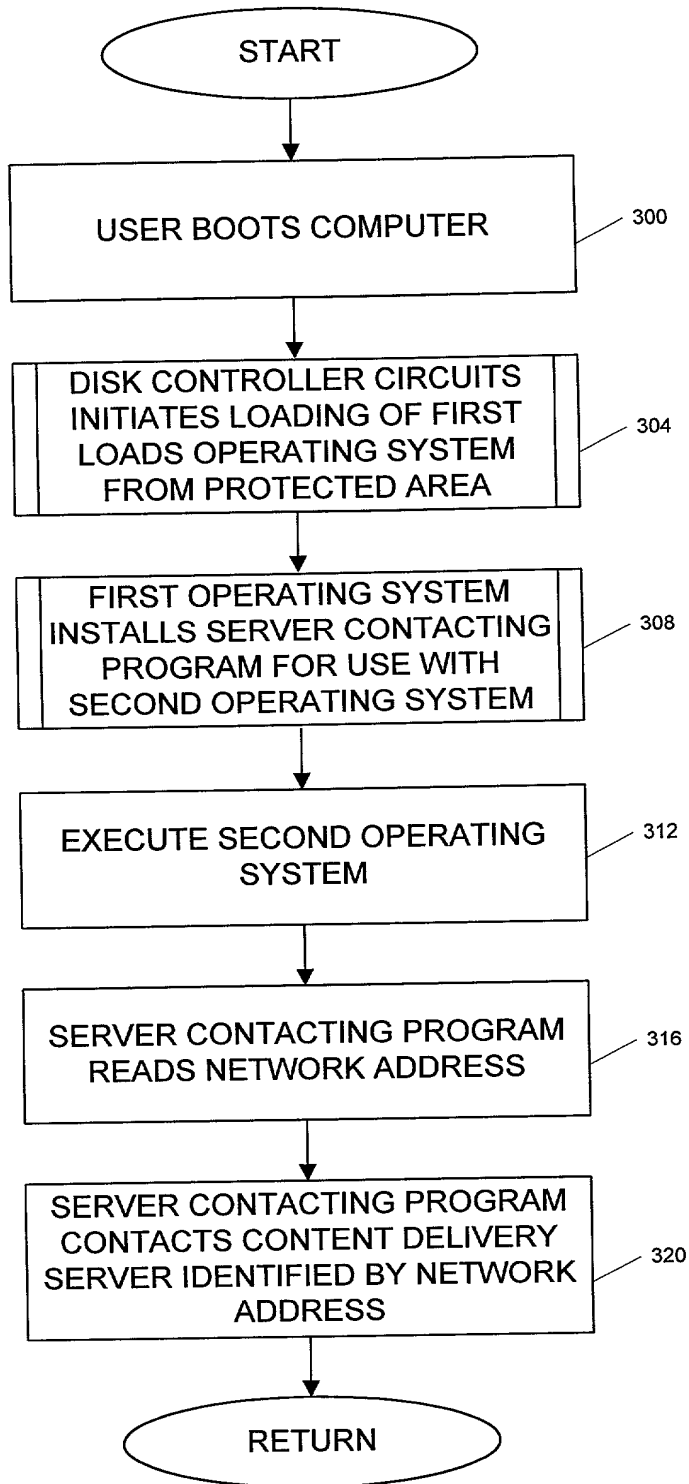 START
USER BOOTS COMPUTER
300
DISK CONTROLLER CIRCUITS
INITIATES LOADING OF FIRST
LOADS OPERATING SYSTEM
FROM PROTECTED AREA
304
FIRST OPERATING SYSTEM
INSTALLS SERVER CONTACTING
PROGRAM FOR USE WITH
SECOND OPERATING SYSTEM
308
EXECUTE SECOND OPERATING
SYSTEM
312
SERVER CONTACTING PROGRAM
READS NETWORK ADDRESS
316
SERVER CONTACTING PROGRAM
CONTACTS CONTENT DELIVERY
SERVER IDENTIFIED BY NETWORK
ADDRESS
320
RETURN